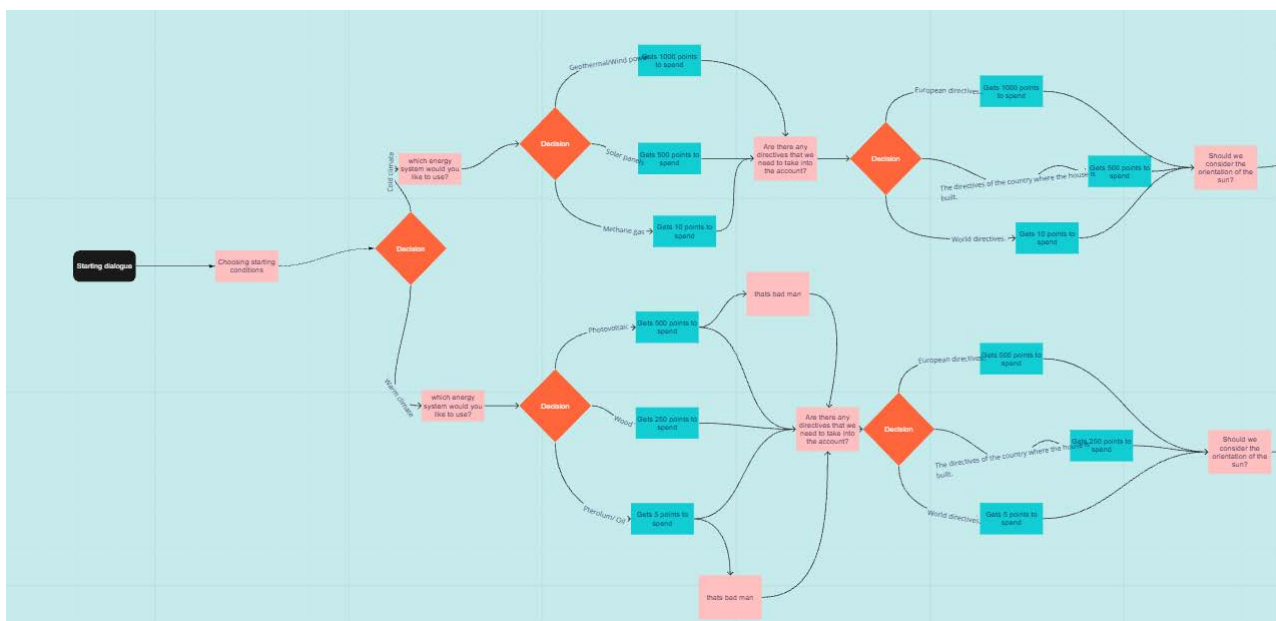 Starting dialogue
Choosing starting
conditions
Decision
Cold climate
which energy
system would you
like to use?
Decision
Geothermal/Wind power
Gets 1000 points
to spend
Solar panels
Gets 500 points to
spend
Methane gas
Gets 10 points to
spend
Are there any
directives that we
need to take into
the account?
Decision
European directives.
Gets 1000 points
to spend
The directives of the country where the house is
built.
Gets 500 points to
spend
World directives.
Gets 10 points to
spend
Should we
consider the
orientation of the
sun?
Warm climate
which energy
system would you
like to use?
Decision
Photovoltaic
Gets 500 points to
spend
thats bad man
Wood
Gets 250 points to
spend
Pterolum/ Oil
Gets 5 points to
spend
thats bad man
Are there any
directives that we
need to take into
the account?
Decision
European directives.
Gets 500 points to
spend
The directives of the country where the house is
built.
Gets 250 points to
spend
World directives.
Gets 5 points to
spend
Should we
consider the
orientation of the
sun?